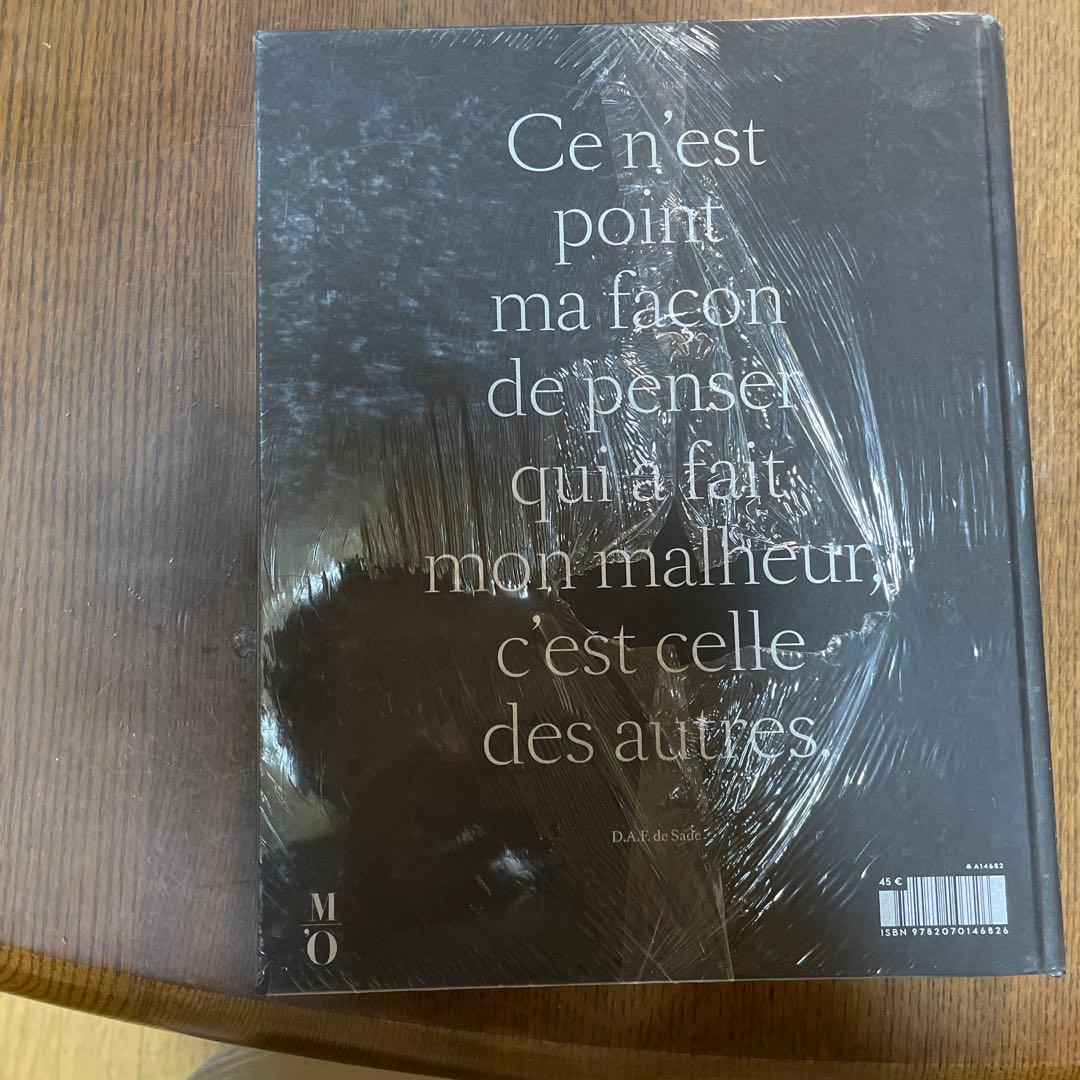 Ce n'est
point
ma façon
de penser
qui a fait
mon malheur,
c'est celle
des autres.
D.A.F. de Sade
A14682
45 €
ISBN 9782070146826
M
'O